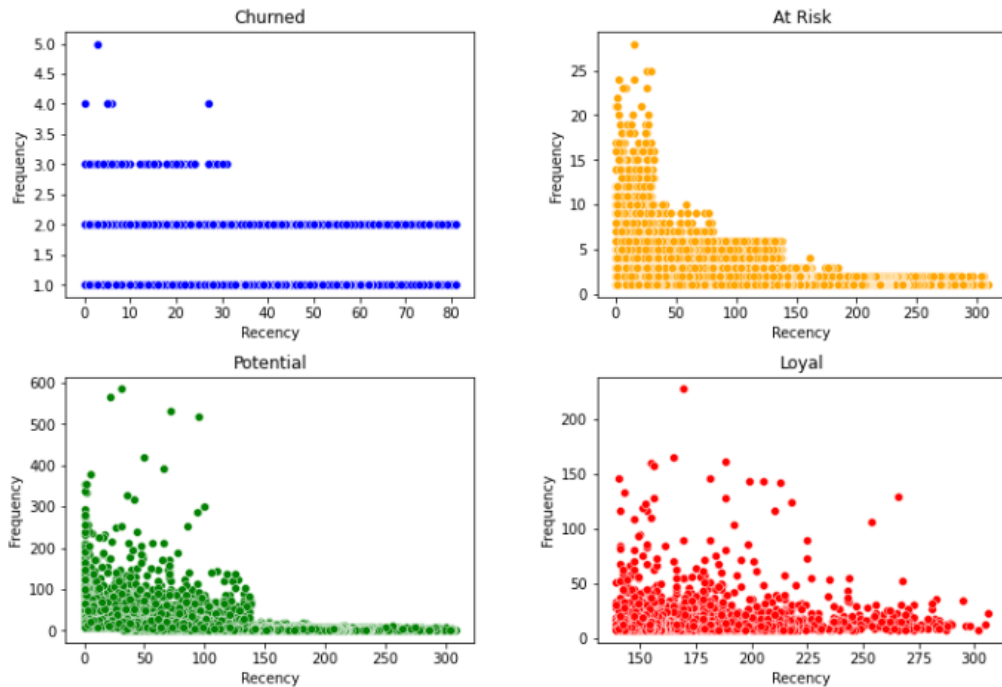 Churned
5.0
4.5
4.0
3.5
3.0
2.5
2.0
1.5
1.0
Frequency
0 10 20 30 40 50 60 70 80
Recency
At Risk
25
20
15
10
5
0
Frequency
0 50 100 150 200 250 300
Recency
Potential
600
500
400
300
200
100
0
Frequency
0 50 100 150 200 250 300
Recency
Loyal
200
150
100
50
0
Frequency
150 175 200 225 250 275 300
Recency